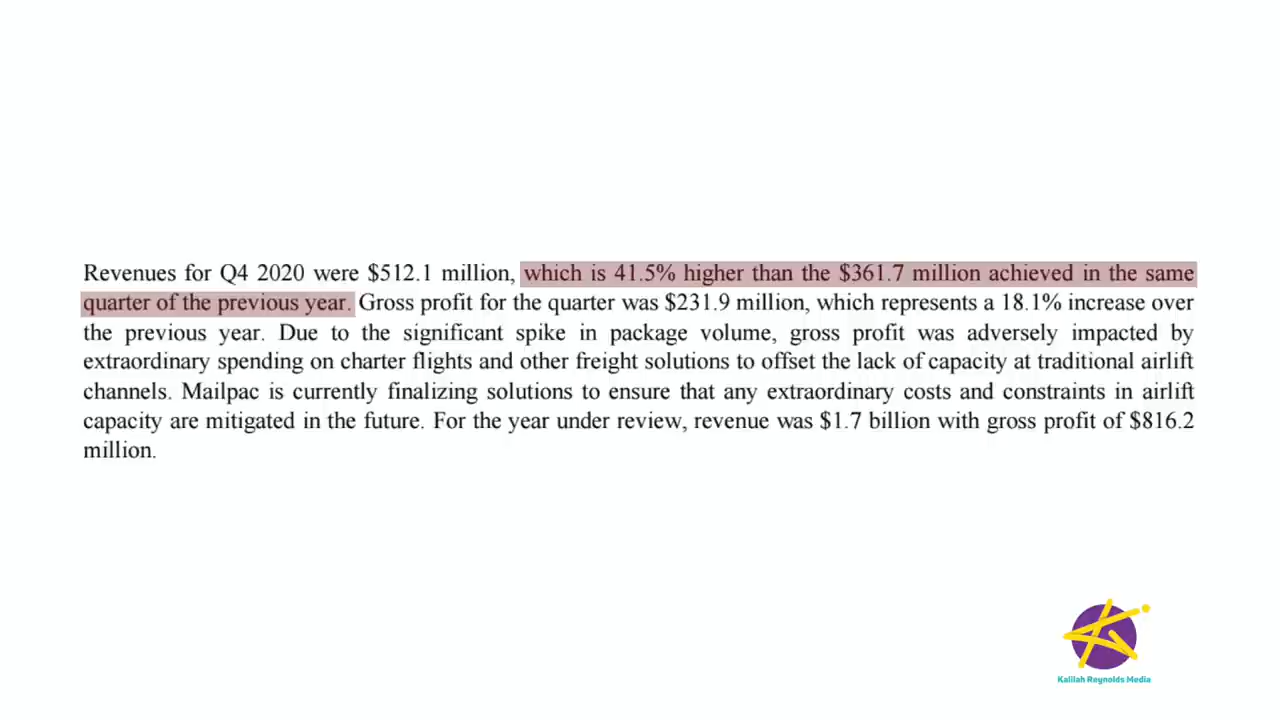 Revenues for Q4 2020 were $512.1 million, which is 41.5% higher than the $361.7 million achieved in the same
quarter of the previous year. Gross profit for the quarter was $231.9 million, which represents a 18.1% increase over
the previous year. Due to the significant spike in package volume, gross profit was adversely impacted by
extraordinary spending on charter flights and other freight solutions to offset the lack of capacity at traditional airlift
channels. Mailpac is currently finalizing solutions to ensure that any extraordinary costs and constraints in airlift
capacity are mitigated in the future. For the year under review, revenue was $1.7 billion with gross profit of $816.2
million.
Kalilah Reynolds Media